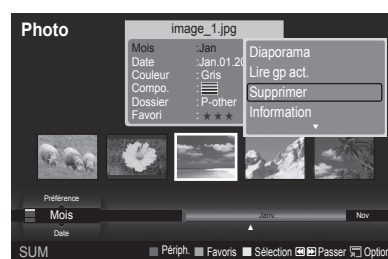 Photo
image_1.jpg
Mois :Jan
Date :Jan.01.20
Couleur : Gris
Compo. :
Dossier : P-other
Favori : ★ ★ ★
Diaporama
Lire gp act.
Supprimer
Information
Préférence
Mois
Date
Janv.
Nov
SUM
Périph. Favoris Sélection Passer Option